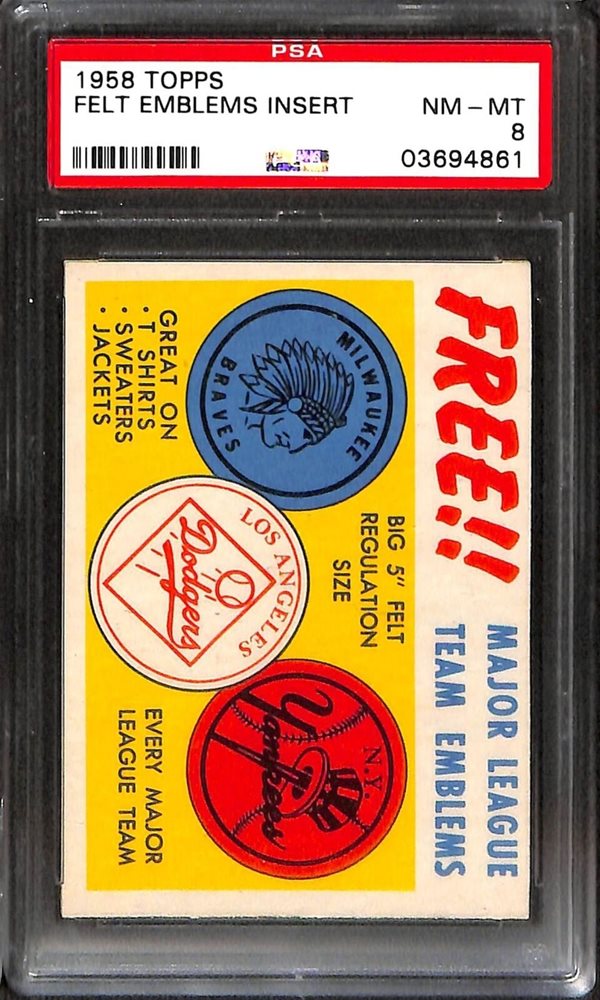 PSA
1958 TOPPS
FELT EMBLEMS INSERT
NM - MT
8
03694861
FREE!!
MAJOR LEAGUE
TEAM EMBLEMS
MILWAUKEE
BRAVES
BIG 5" FELT
REGULATION
SIZE
LOS ANGELES
Dodgers
N.Y.
Yankees
GREAT ON
• T SHIRTS
• SWEATERS
• JACKETS
EVERY MAJOR
LEAGUE TEAM